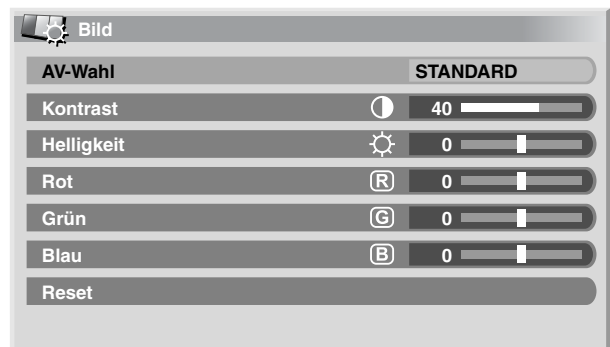 Bild
AV-Wahl STANDARD
Kontrast 40
Helligkeit 0
Rot R 0
Grün G 0
Blau B 0
Reset